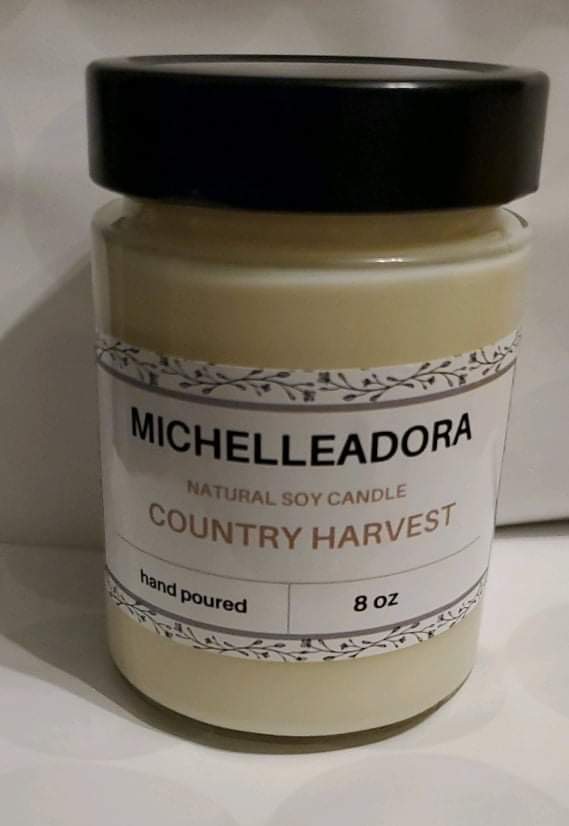 MICHELLEADORA
NATURAL SOY CANDLE
COUNTRY HARVEST
hand poured
8 oz